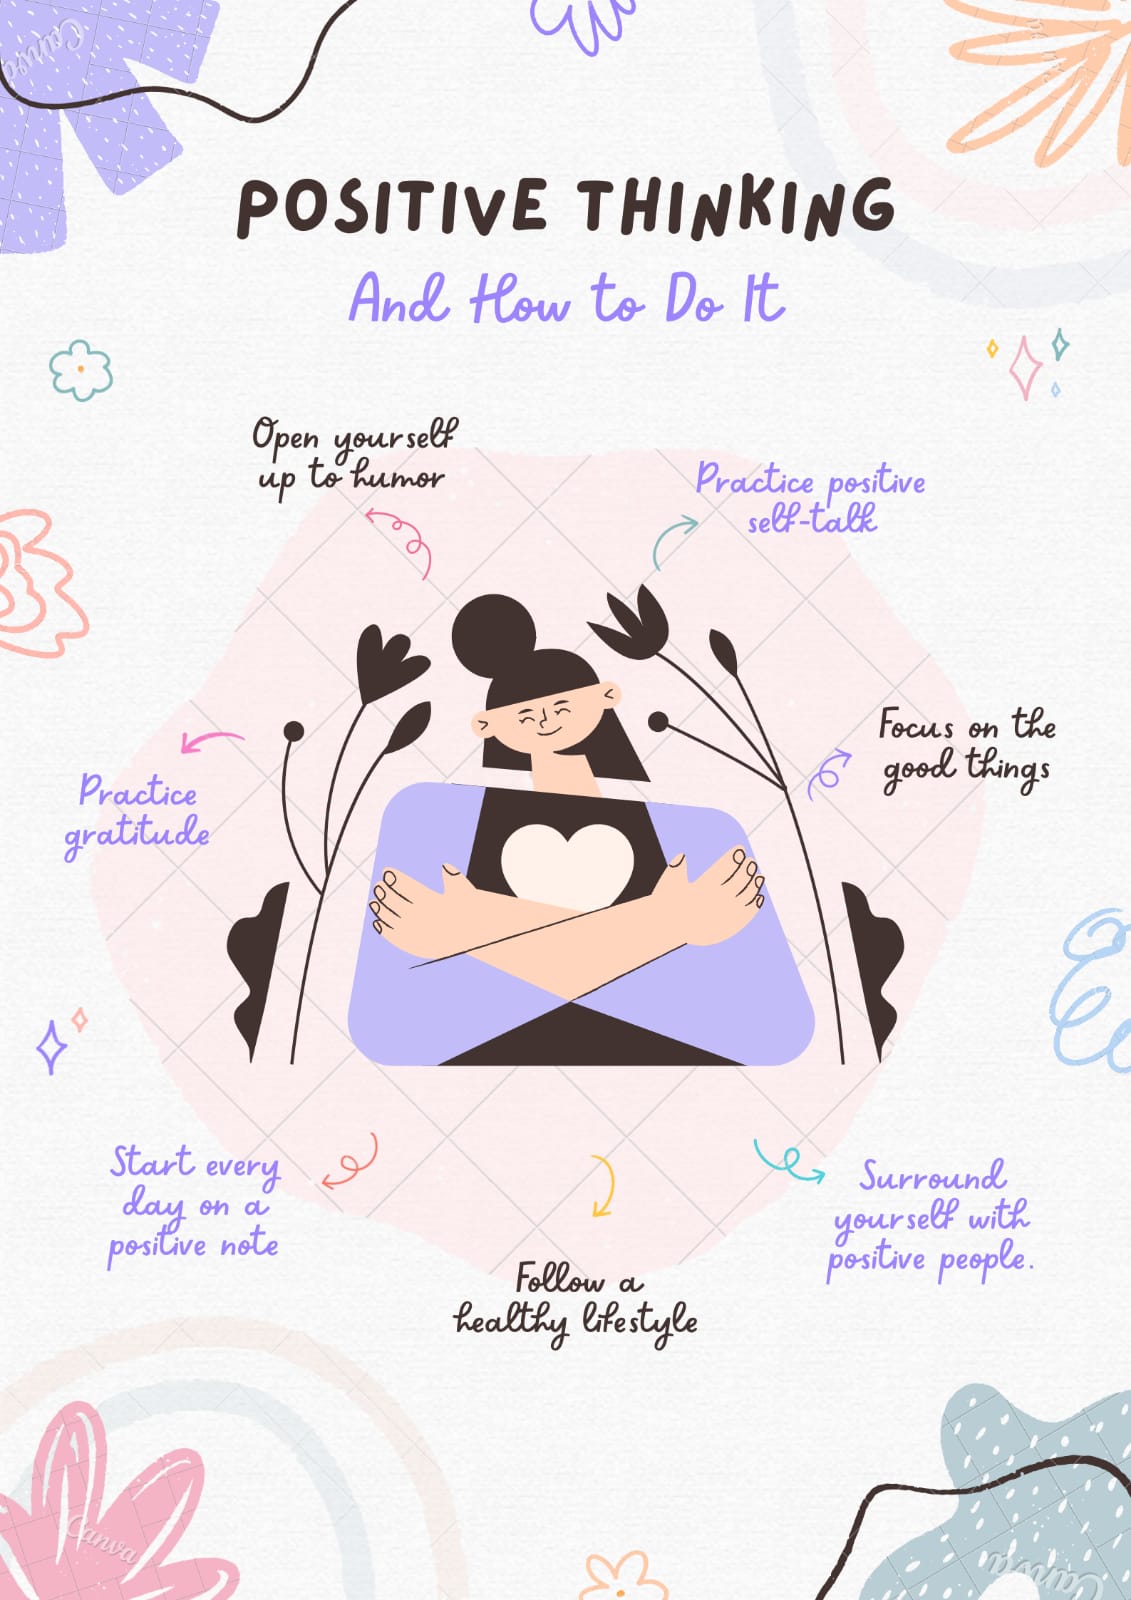 Canva
POSITIVE THINKING
And How to Do It
Open yourself
up to humor
Practice positive
self-talk
Focus on the
good things
Practice
gratitude
Start every
day on a
positive note
Surround
yourself with
positive people.
Follow a
healthy lifestyle
Canva
Canva